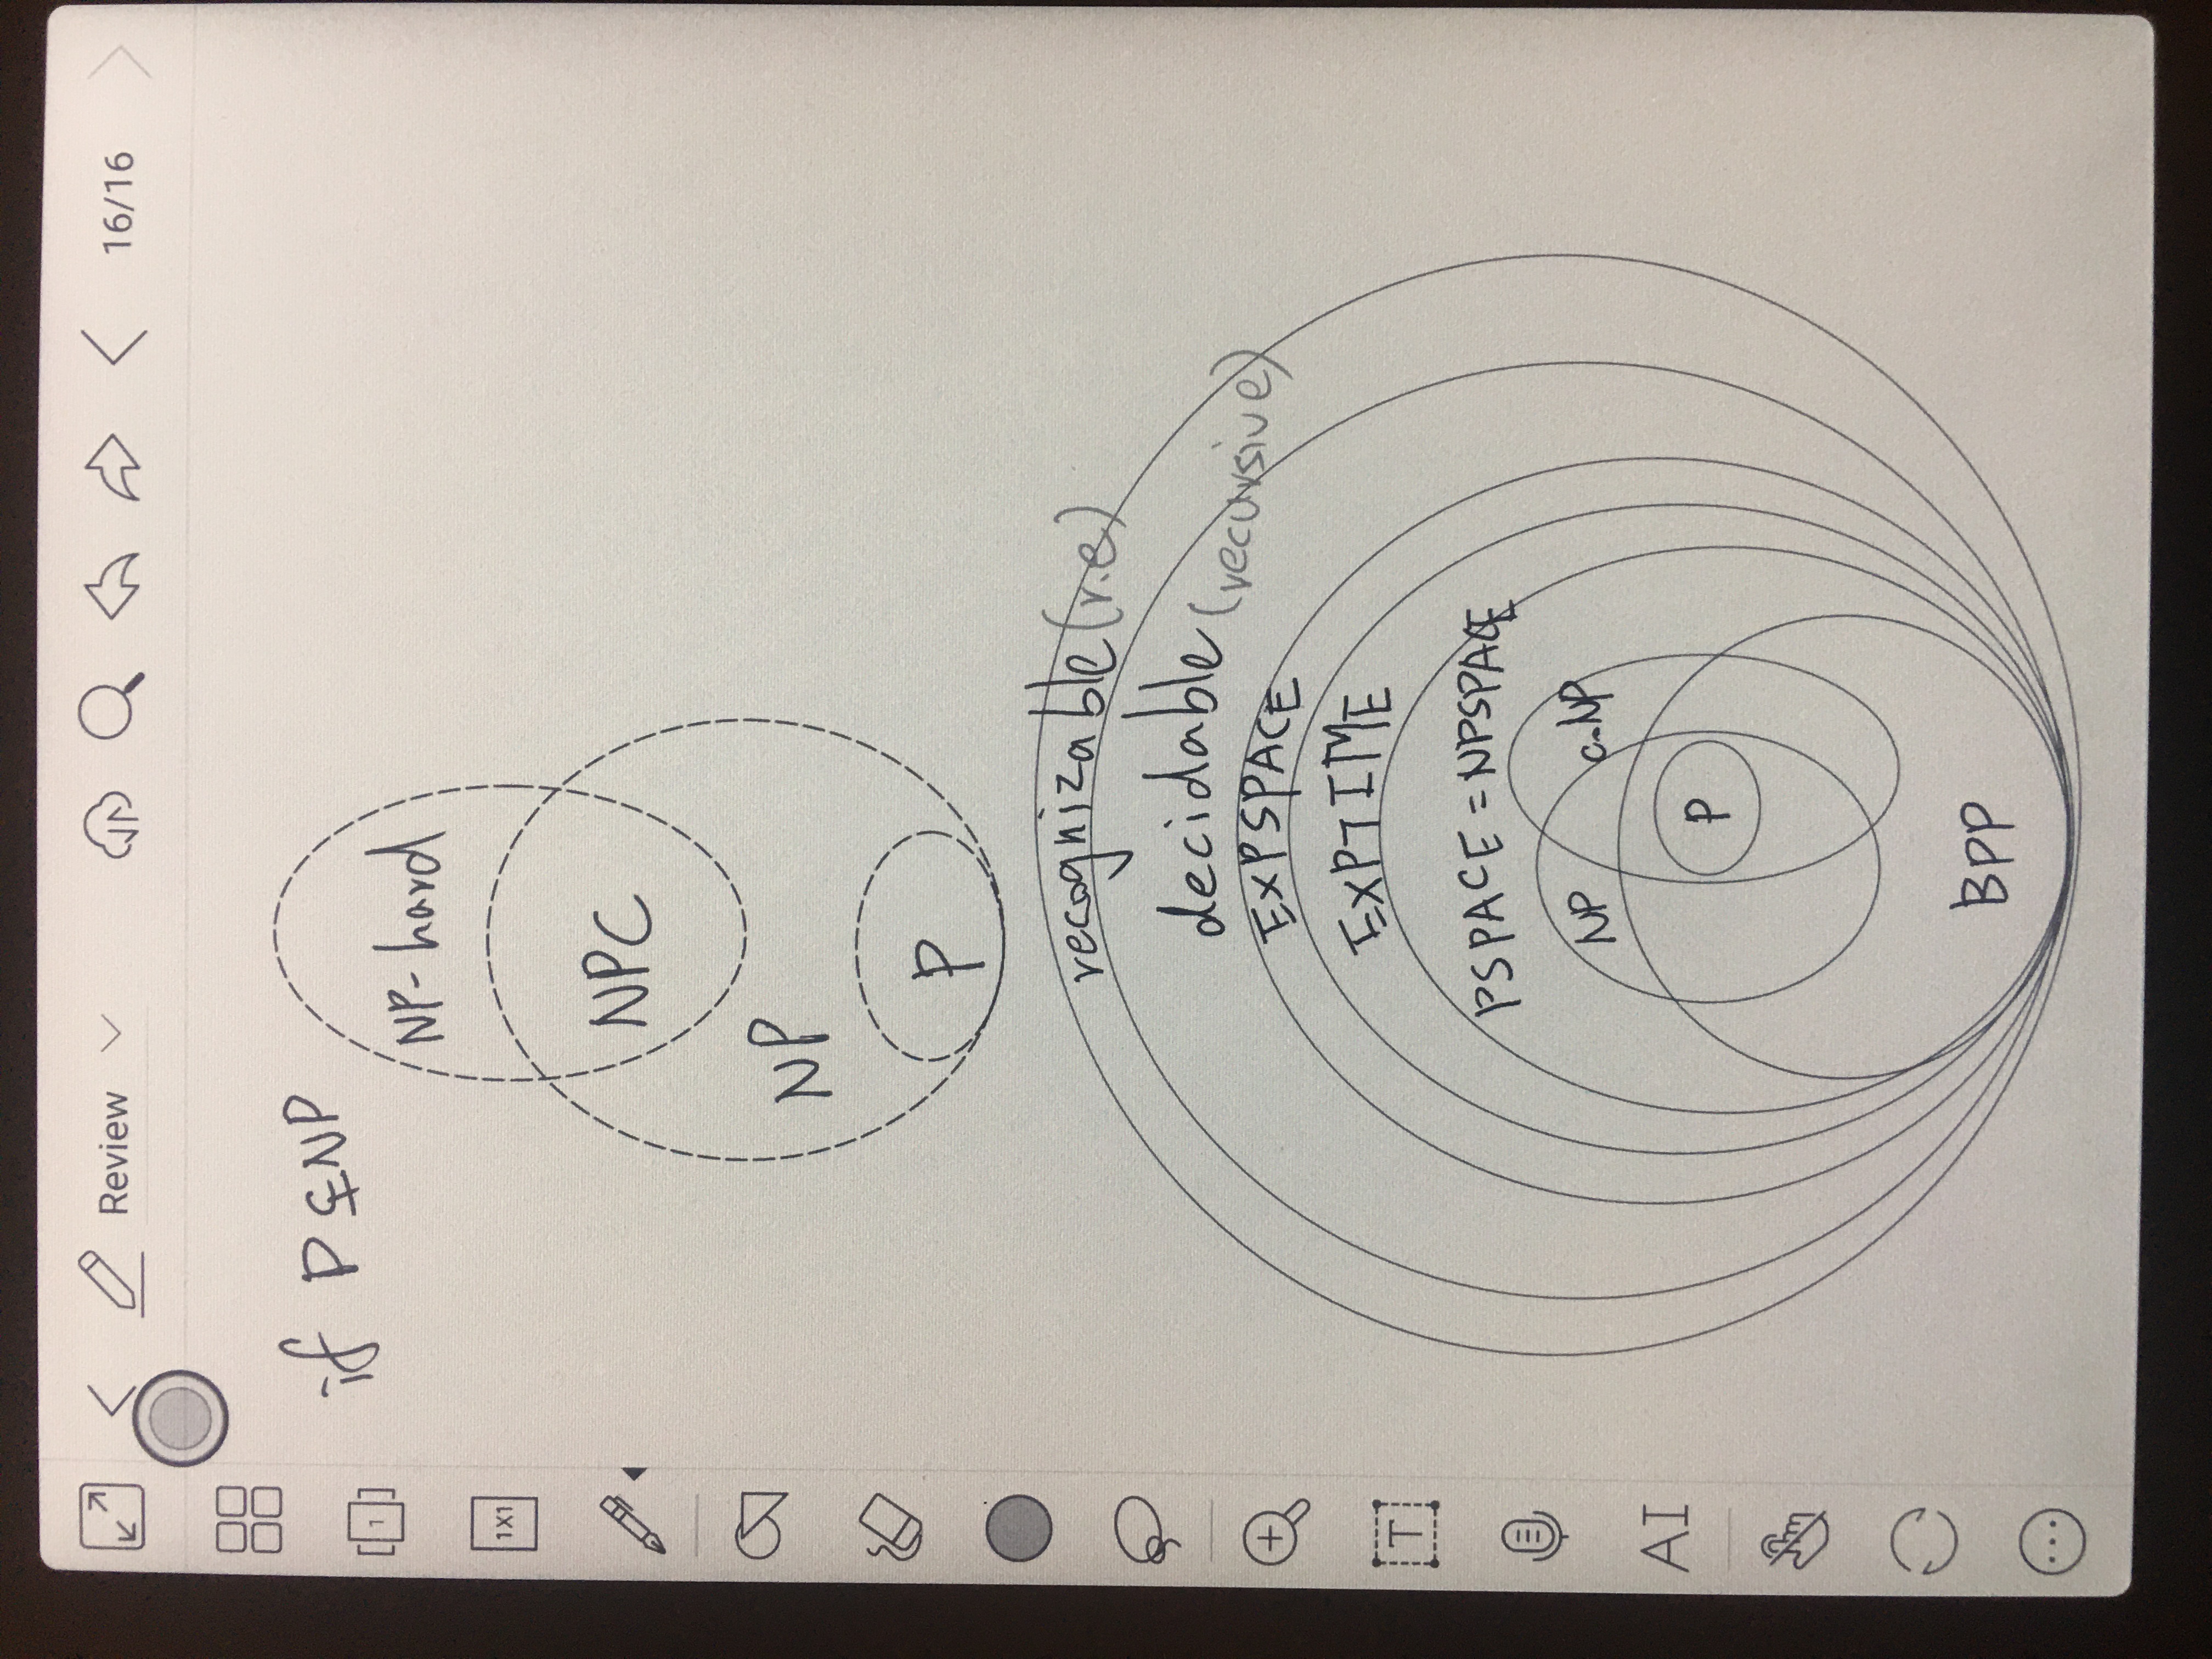 Review
16/16
1
1X1
T
AI
if P⊊NP
NP-hard
NPC
NP
P
recognizable (r.e)
decidable (recursive)
EXPSPACE
EXPTIME
PSPACE = NPSPACE
NP
co-NP
P
BPP